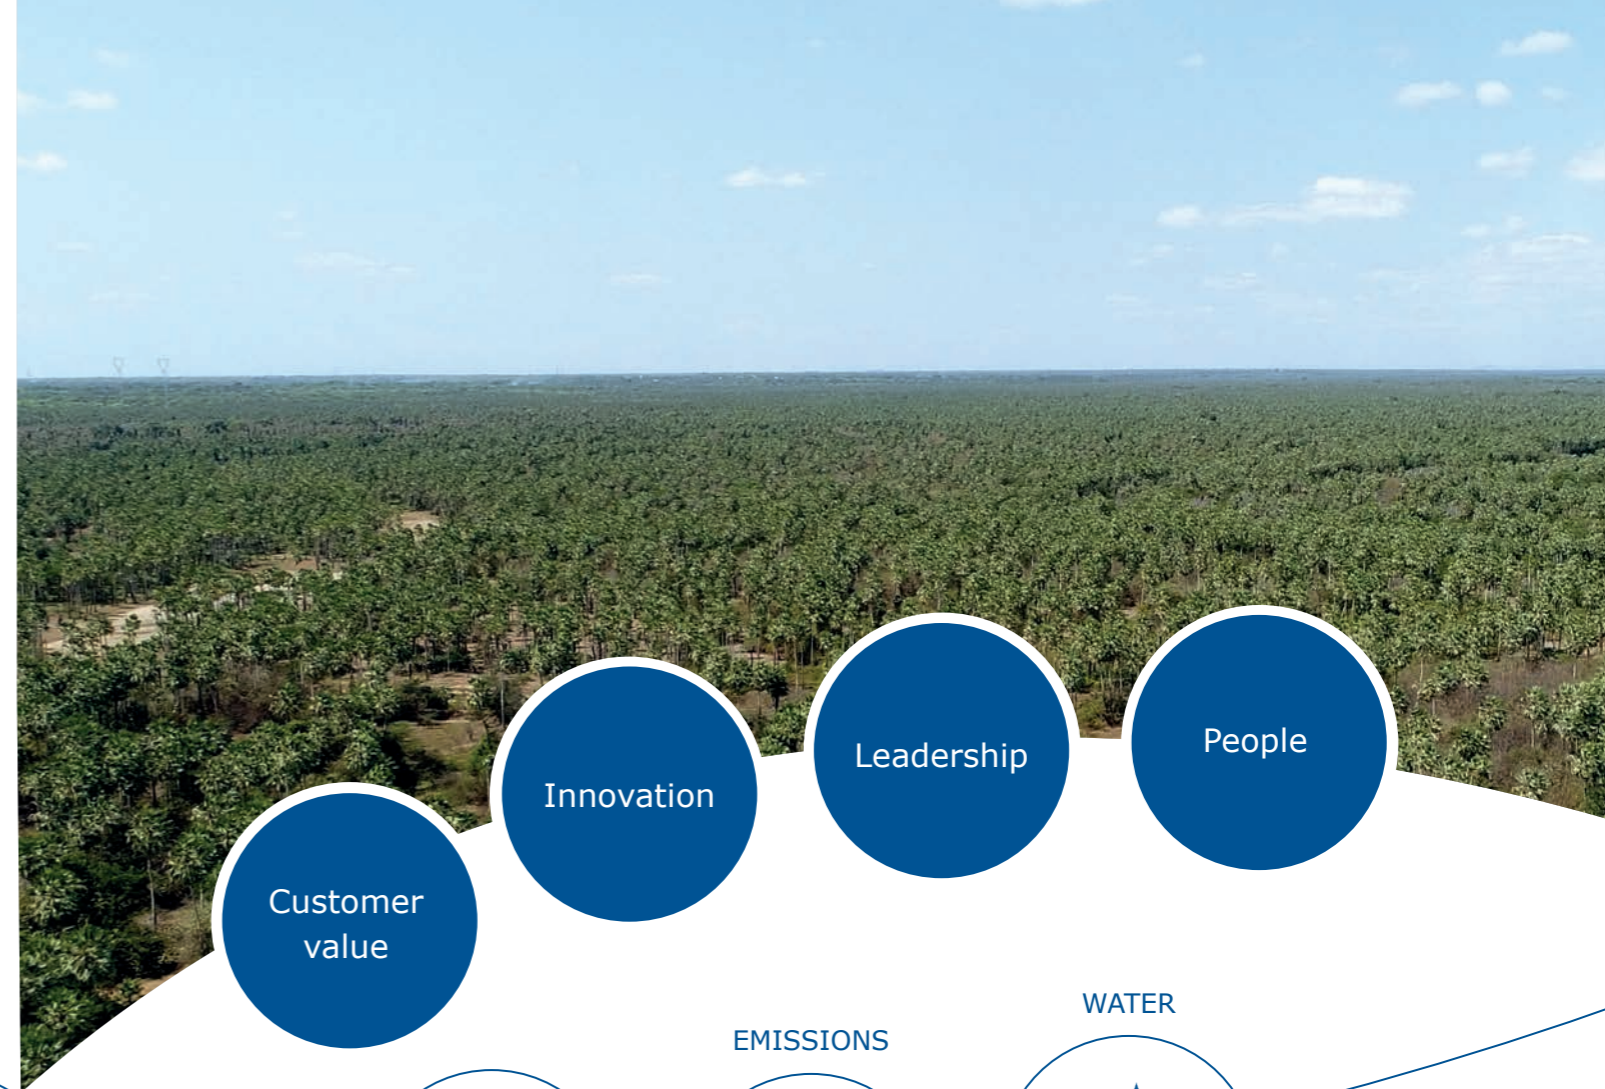 Customer
value
Innovation
Leadership
People
EMISSIONS
WATER